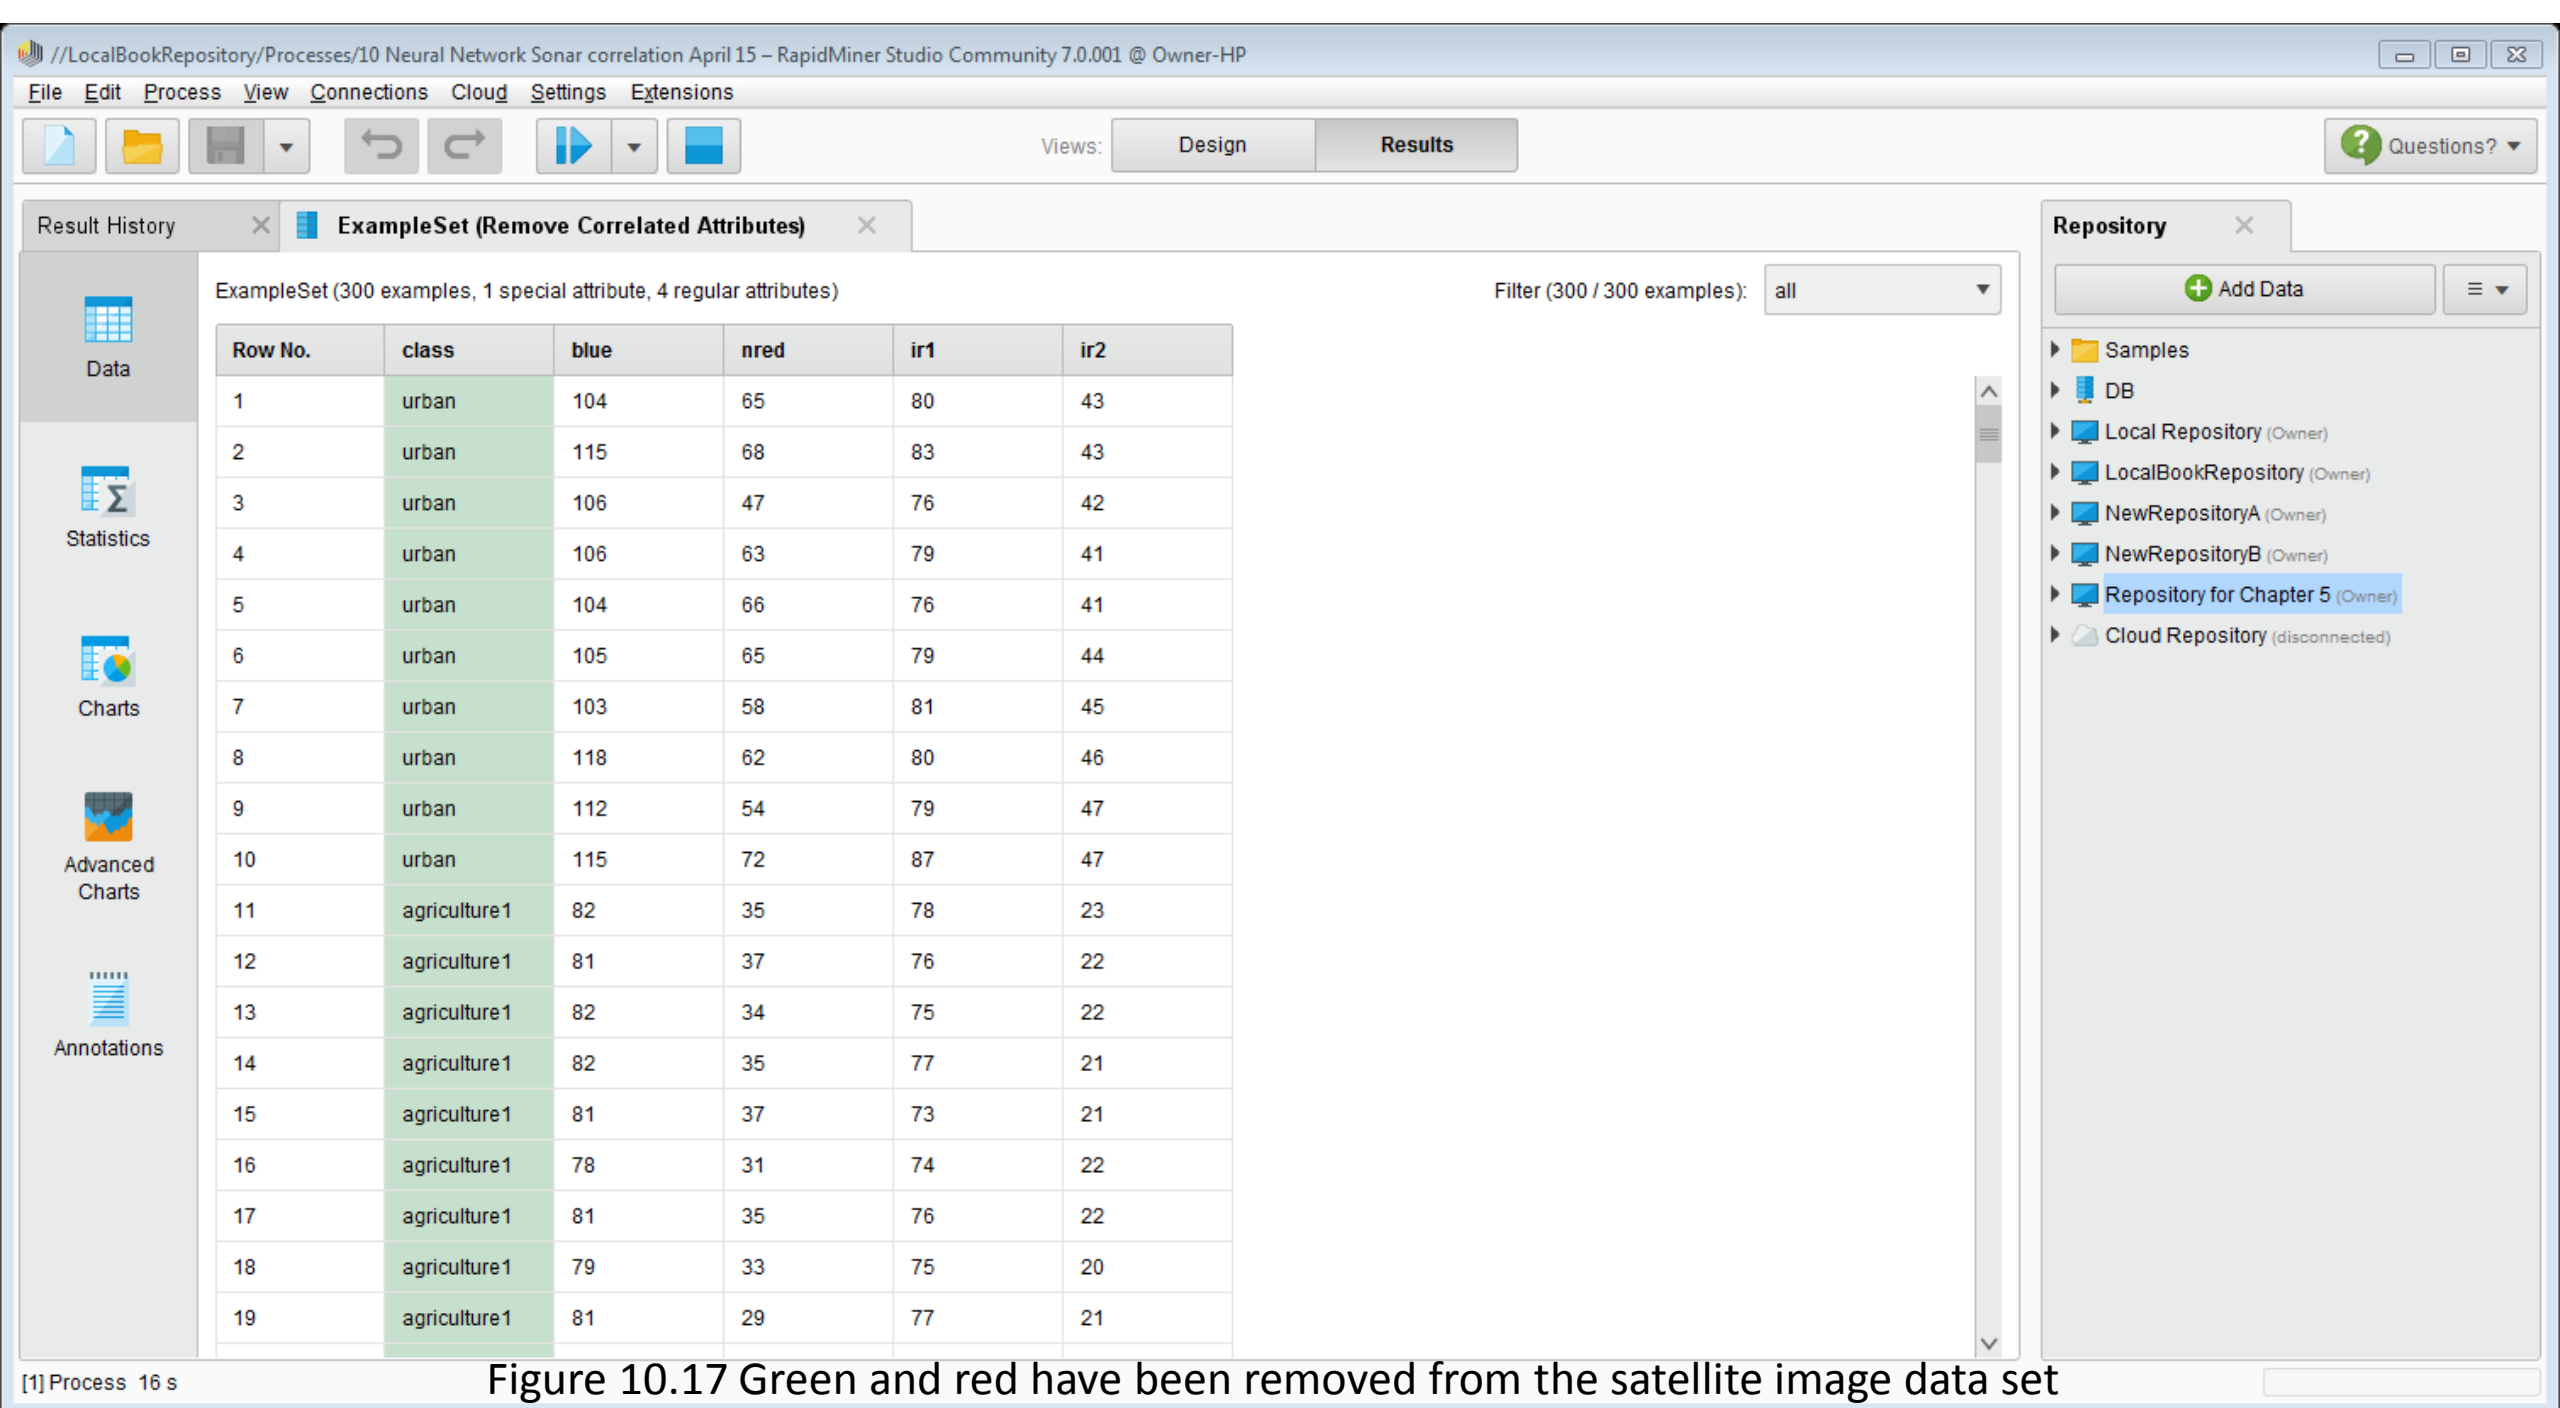 //LocalBookRepository/Processes/10 Neural Network Sonar correlation April 15 – RapidMiner Studio Community 7.0.001 @ Owner-HP
File Edit Process View Connections Cloud Settings Extensions
Views: Design Results Questions?
Result History ExampleSet (Remove Correlated Attributes) Repository
ExampleSet (300 examples, 1 special attribute, 4 regular attributes) Filter (300 / 300 examples): all
Add Data
Data
Statistics
Charts
Advanced
Charts
Annotations
Row No. class blue nred ir1 ir2
1 urban 104 65 80 43
2 urban 115 68 83 43
3 urban 106 47 76 42
4 urban 106 63 79 41
5 urban 104 66 76 41
6 urban 105 65 79 44
7 urban 103 58 81 45
8 urban 118 62 80 46
9 urban 112 54 79 47
10 urban 115 72 87 47
11 agriculture1 82 35 78 23
12 agriculture1 81 37 76 22
13 agriculture1 82 34 75 22
14 agriculture1 82 35 77 21
15 agriculture1 81 37 73 21
16 agriculture1 78 31 74 22
17 agriculture1 81 35 76 22
18 agriculture1 79 33 75 20
19 agriculture1 81 29 77 21
Samples
DB
Local Repository (Owner)
LocalBookRepository (Owner)
NewRepositoryA (Owner)
NewRepositoryB (Owner)
Repository for Chapter 5 (Owner)
Cloud Repository (disconnected)
[1] Process 16 s
Figure 10.17 Green and red have been removed from the satellite image data set